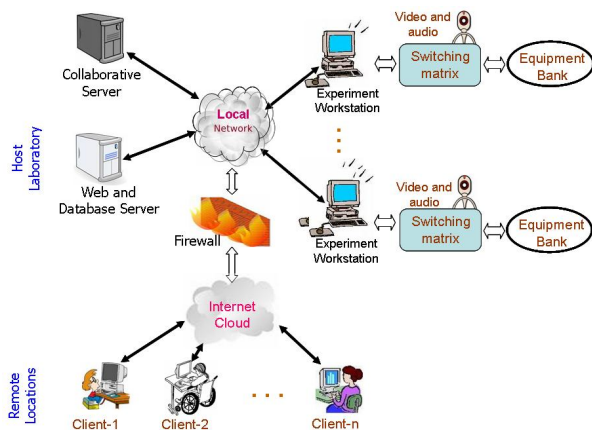 Video and
audio
Switching
matrix
Equipment
Bank
Collaborative
Server
Experiment
Workstation
Local
Network
Host
Laboratory
Web and
Database Server
Video and
audio
Switching
matrix
Equipment
Bank
Firewall
Experiment
Workstation
Internet
Cloud
Remote
Locations
Client-1
Client-2
Client-n